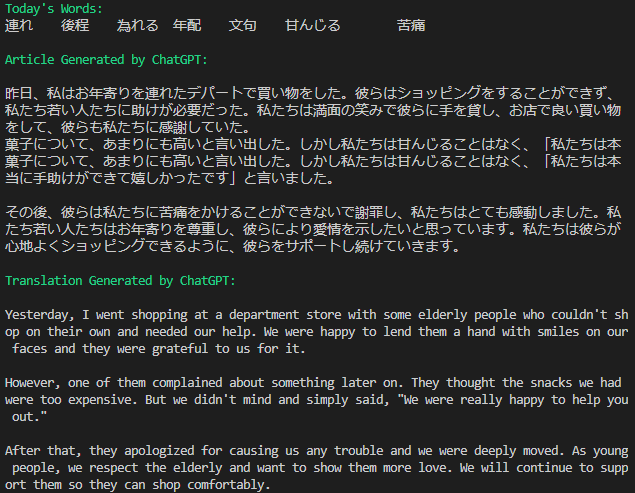 Today's Words:
連れ 後程 為れる 年配 文句 甘んじる 苦痛
Article Generated by ChatGPT:
昨日、私はお年寄りを連れたデパートで買い物をした。彼らはショッピングをすることができず、
私たち若い人たちに助けが必要だった。私たちは満面の笑みで彼らに手を貸し、お店で良い買い物
をして、彼らも私たちに感謝していた。
菓子について、あまりにも高いと言い出した。しかし私たちは甘んじることはなく、「私たちは本
菓子について、あまりにも高いと言い出した。しかし私たちは甘んじることはなく、「私たちは本
当に手助けができて嬉しかったです」と言いました。
その後、彼らは私たちに苦痛をかけることができないで謝罪し、私たちはとても感動しました。私
たち若い人たちはお年寄りを尊重し、彼らにより愛情を示したいと思っています。私たちは彼らが
心地よくショッピングできるように、彼らをサポートし続けていきます。
Translation Generated by ChatGPT:
Yesterday, I went shopping at a department store with some elderly people who couldn't sh
op on their own and needed our help. We were happy to lend them a hand with smiles on our
 faces and they were grateful to us for it.
However, one of them complained about something later on. They thought the snacks we had
were too expensive. But we didn't mind and simply said, "We were really happy to help you
 out."
After that, they apologized for causing us any trouble and we were deeply moved. As young
 people, we respect the elderly and want to show them more love. We will continue to supp
ort them so they can shop comfortably.